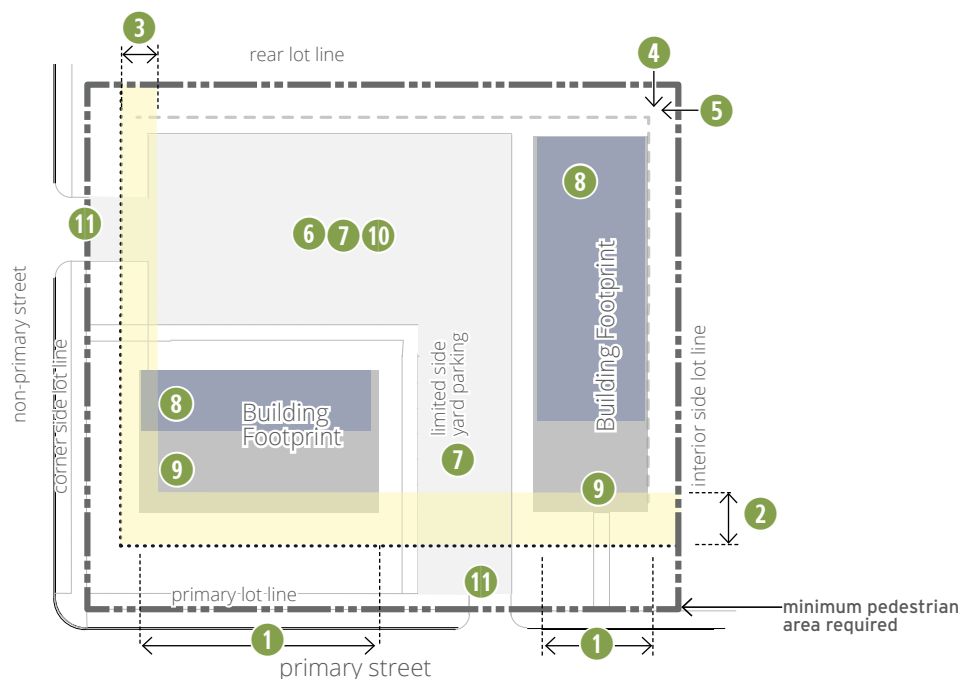 3
rear lot line
4
5
8
11
6 7 10
non-primary street
corner side lot line
Building Footprint
interior side lot line
limited side
yard parking
7
8
Building
Footprint
9
9
2
11
primary lot line
minimum pedestrian
area required
1
1
primary street